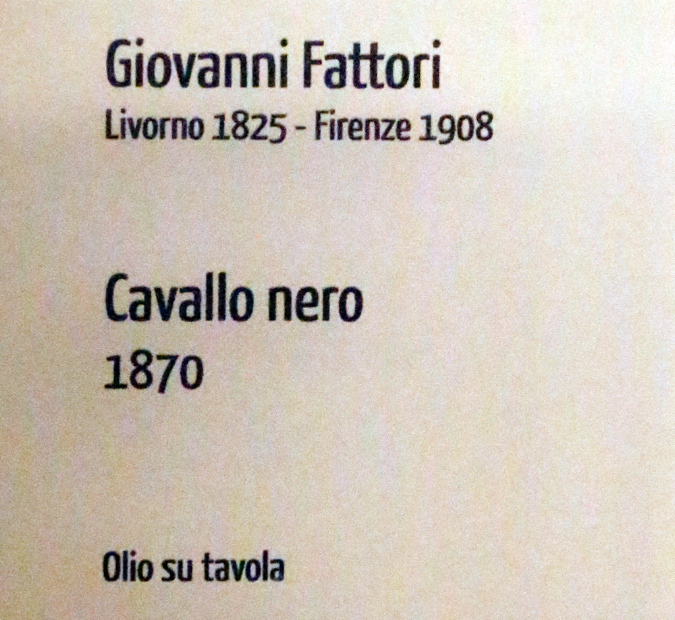 Giovanni Fattori
Livorno 1825 - Firenze 1908
Cavallo nero
1870
Olio su tavola